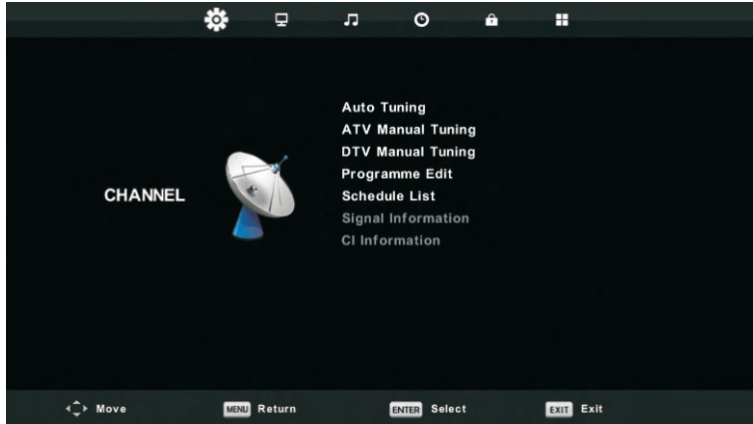 Auto Tuning
ATV Manual Tuning
DTV Manual Tuning
Programme Edit
CHANNEL
Schedule List
Signal Information
CI Information
Move MENU Return ENTER Select EXIT Exit